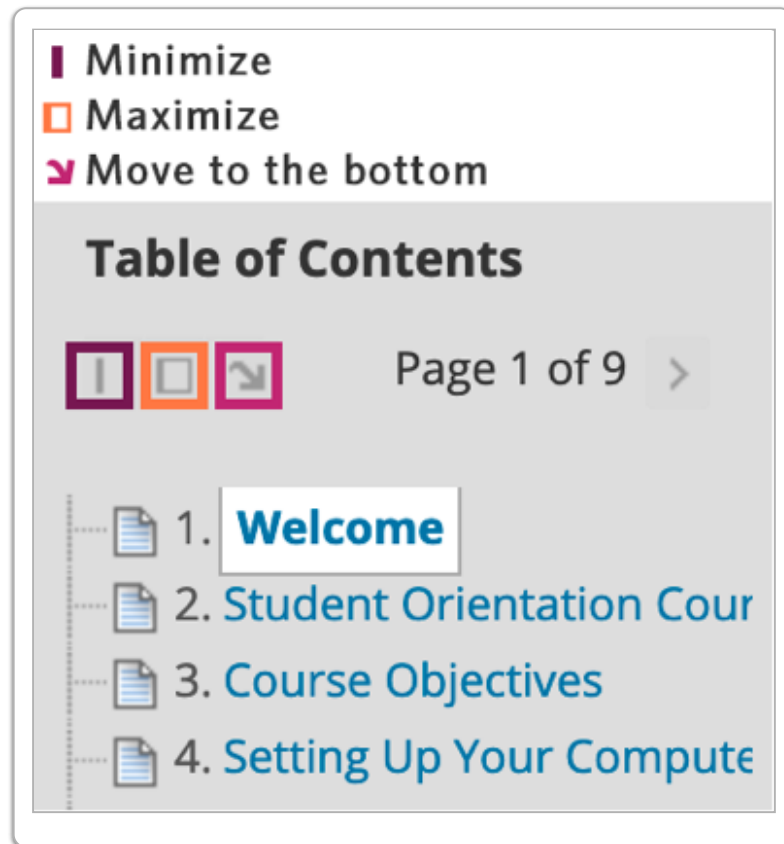 Minimize
Maximize
Move to the bottom
Table of Contents
Page 1 of 9 >
1. Welcome
2. Student Orientation Cour
3. Course Objectives
4. Setting Up Your Compute